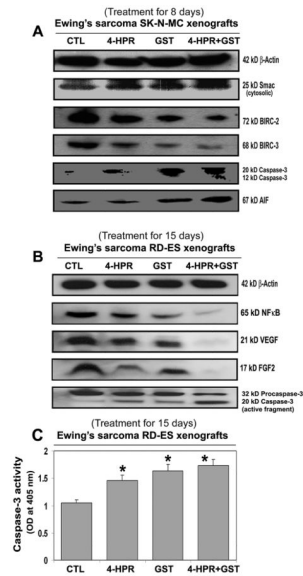 (Treatment for 8 days)
Ewing's sarcoma SK-N-MC xenografts
A
CTL 4-HPR GST 4-HPR+GST
42 kD β-Actin
25 kD Smac
(cytosolic)
72 kD BIRC-2
68 kD BIRC-3
20 kD Caspase-3
12 kD Caspase-3
67 kD AIF
(Treatment for 15 days)
B
Ewing's sarcoma RD-ES xenografts
CTL 4-HPR GST 4-HPR+GST
42 kD β-Actin
65 kD NFκB
21 kD VEGF
17 kD FGF2
32 kD Procaspase-3
20 kD Caspase-3
(active fragment)
(Treatment for 15 days)
C
Ewing's sarcoma RD-ES xenografts
Caspase-3 activity
(OD at 405 nm)
2
1.5
1
0.5
0
* * *
CTL 4-HPR GST 4-HPR+GST